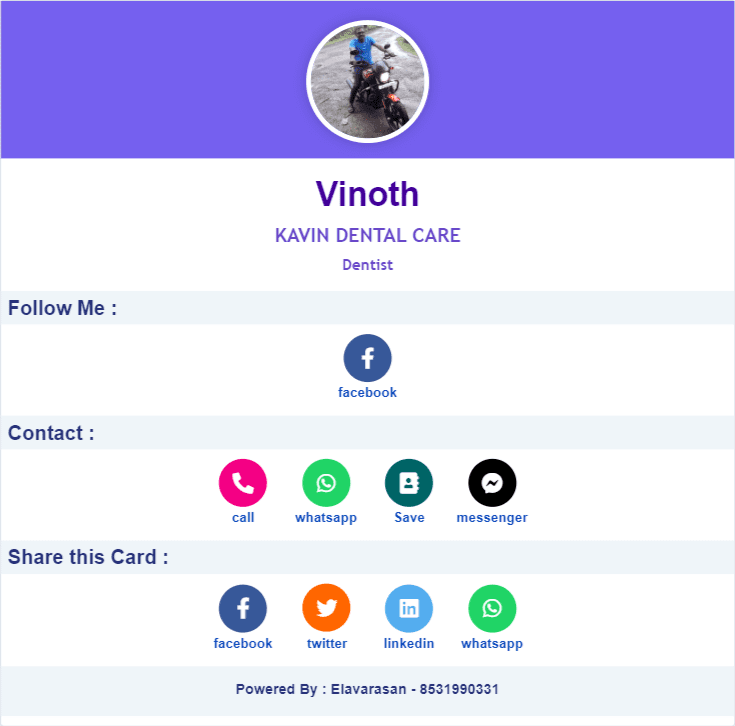 Vinoth
KAVIN DENTAL CARE
Dentist
Follow Me :
facebook
Contact :
call whatsapp Save messenger
Share this Card :
facebook twitter linkedin whatsapp
Powered By : Elavarasan - 8531990331